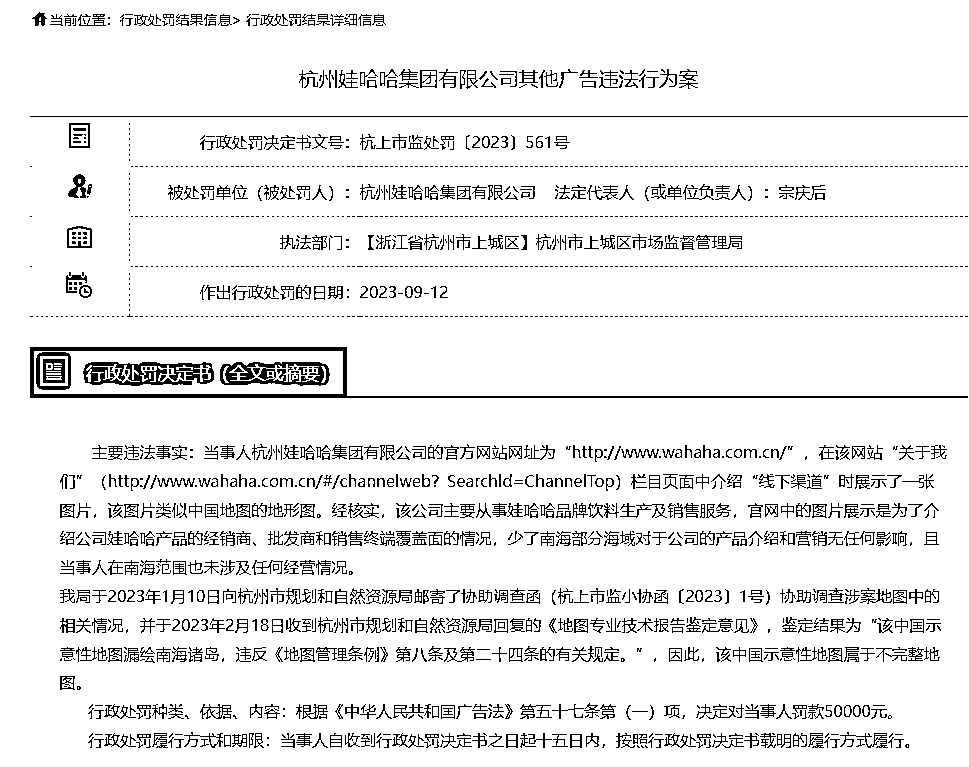 当前位置：行政处罚结果信息> 行政处罚结果详细信息
杭州娃哈哈集团有限公司其他广告违法行为案
行政处罚决定书文号：杭上市监处罚〔2023〕561号
被处罚单位（被处罚人）：杭州娃哈哈集团有限公司 法定代表人（或单位负责人）：宗庆后
执法部门：【浙江省杭州市上城区】杭州市上城区市场监督管理局
作出行政处罚的日期：2023-09-12
行政处罚决定书（全文或摘要）
主要违法事实：当事人杭州娃哈哈集团有限公司的官方网站网址为“http://www.wahaha.com.cn/”，在该网站“关于我
们”（http://www.wahaha.com.cn/#/channelweb？SearchId=ChannelTop）栏目页面中介绍“线下渠道”时展示了一张
图片，该图片类似中国地图的地形图。经核实，该公司主要从事娃哈哈品牌饮料生产及销售服务，官网中的图片展示是为了介
绍公司娃哈哈产品的经销商、批发商和销售终端覆盖面的情况，少了南海部分海域对于公司的产品介绍和营销无任何影响，且
当事人在南海范围也未涉及任何经营情况。
我局于2023年1月10日向杭州市规划和自然资源局邮寄了协助调查函（杭上市监小协函〔2023〕1号）协助调查涉案地图中的
相关情况，并于2023年2月18日收到杭州市规划和自然资源局回复的《地图专业技术报告鉴定意见》，鉴定结果为“该中国示
意性地图漏绘南海诸岛，违反《地图管理条例》第八条及第二十四条的有关规定。”，因此，该中国示意性地图属于不完整地
图。
行政处罚种类、依据、内容：根据《中华人民共和国广告法》第五十七条第（一）项，决定对当事人罚款50000元。
行政处罚履行方式和期限：当事人自收到行政处罚决定书之日起十五日内，按照行政处罚决定书载明的履行方式履行。